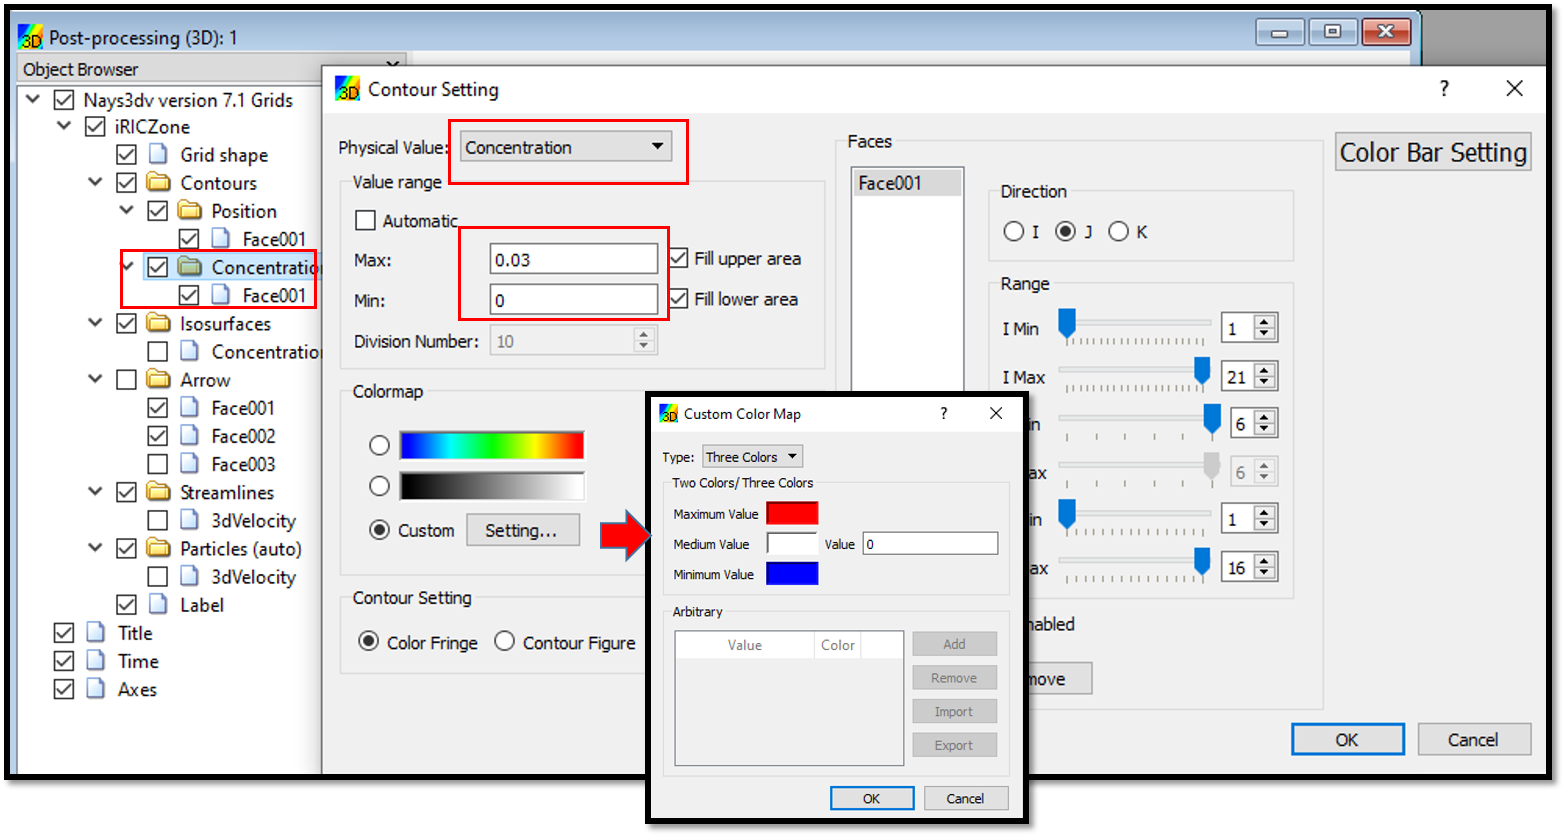 3D Post-processing (3D): 1
Object Browser
Nays3dv version 7.1 Grids
iRICZone
Grid shape
Contours
Position
Face001
Concentratio
Face001
Isosurfaces
Concentratio
Arrow
Face001
Face002
Face003
Streamlines
3dVelocity
Particles (auto)
3dVelocity
Label
Title
Time
Axes
3D Contour Setting ?
Physical Value: Concentration
Value range
Automatic
Max: 0.03 Fill upper area
Min: 0 Fill lower area
Division Number: 10
Colormap
Custom Setting...
Contour Setting
Color Fringe Contour Figure
Faces
Face001
Color Bar Setting
Direction
I J K
Range
I Min 1
I Max 21
in 6
ax 6
in 1
ax 16
nabled
move
OK Cancel
3D Custom Color Map ?
Type: Three Colors
Two Colors/ Three Colors
Maximum Value
Medium Value Value 0
Minimum Value
Arbitrary
Value Color
Add
Remove
Import
Export
OK Cancel